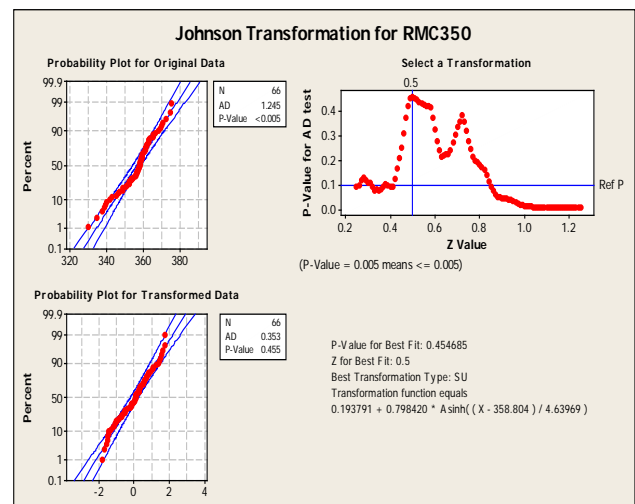 Johnson Transformation for RMC350
Probability Plot for Original Data
99.9
99
90
50
10
1
0.1
Percent
320 340 360 380
N 66
AD 1.245
P-Value <0.005
Select a Transformation
0.5
0.4
0.3
0.2
0.1
0.0
P-Value for AD test
Ref P
0.2 0.4 0.6 0.8 1.0 1.2
Z Value
(P-Value = 0.005 means <= 0.005)
Probability Plot for Transformed Data
99.9
99
90
50
10
1
0.1
Percent
-2 0 2 4
N 66
AD 0.353
P-Value 0.455
P-Value for Best Fit: 0.454685
Z for Best Fit: 0.5
Best Transformation Type: SU
Transformation function equals
0.193791 + 0.798420 * Asinh( ( X - 358.804 ) / 4.63969 )